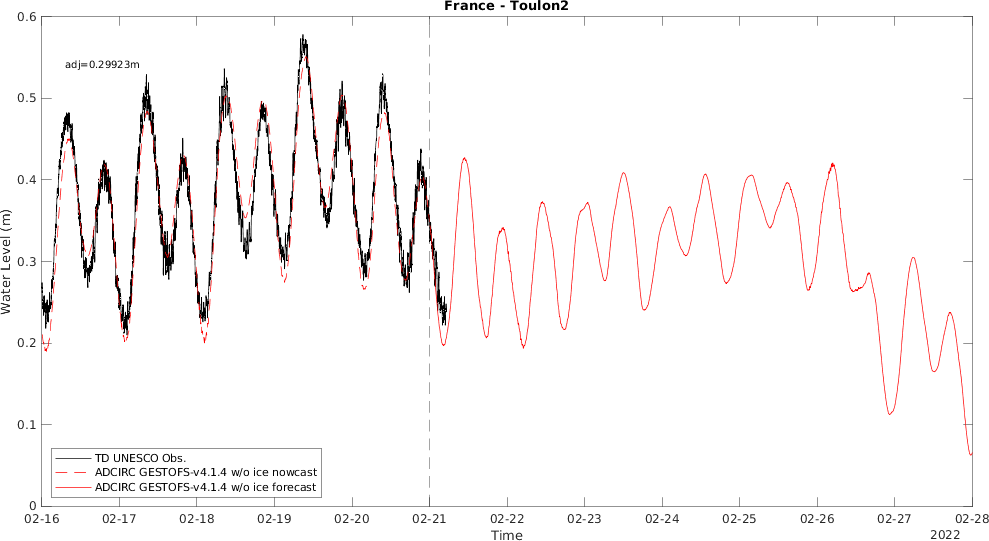 France - Toulon2
adj=0.29923m
Water Level (m)
0.6
0.5
0.4
0.3
0.2
0.1
0
TD UNESCO Obs.
ADCIRC GESTOFS-v4.1.4 w/o ice nowcast
ADCIRC GESTOFS-v4.1.4 w/o ice forecast
02-16 02-17 02-18 02-19 02-20 02-21 02-22 02-23 02-24 02-25 02-26 02-27 02-28
Time
2022